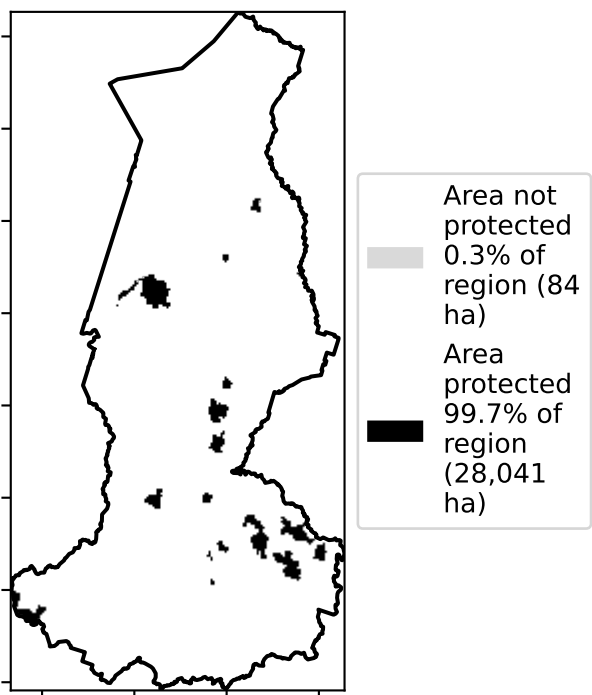 Area not
protected
0.3% of
region (84
ha)
Area
protected
99.7% of
region
(28,041
ha)